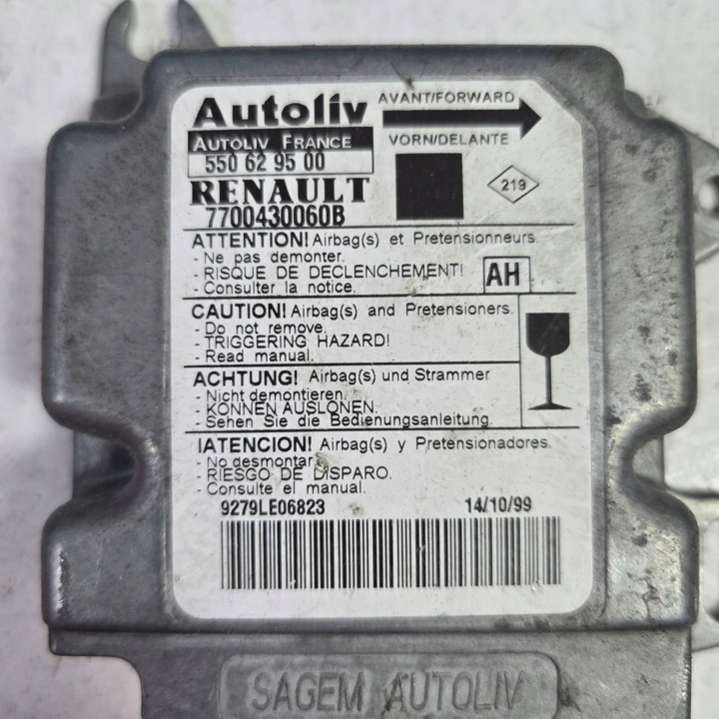 Autoliv
AVANT/FORWARD
AUTOLIV FRANCE
VORN/DELANTE
550 62 95 00
RENAULT
219
7700430060B
ATTENTION! Airbag(s) et Pretensionneurs.
- Ne pas demonter.
- RISQUE DE DECLENCHEMENT!
- Consulter la notice.
AH
CAUTION! Airbag(s) and Pretensioners.
- Do not remove.
- TRIGGERING HAZARD!
- Read manual.
ACHTUNG! Airbag(s) und Strammer
- Nicht demontieren.
- KONNEN AUSLONEN.
- Sehen Sie die Bedienungsanleitung.
IATENCION! Airbag(s) y Pretensionadores.
- No desmontar.
- RIESGO DE DISPARO.
- Consulte el manual.
9279LE06823 14/10/99
SAGEM AUTOLIV